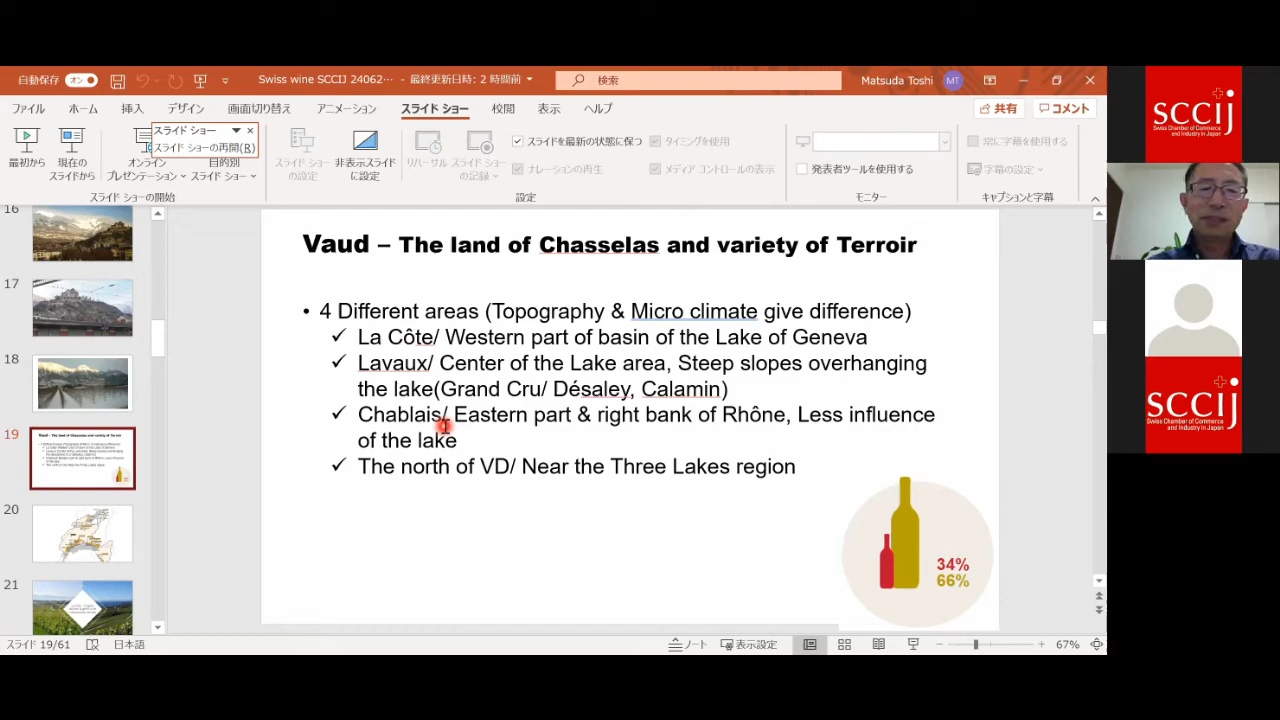 自動保存 オン Swiss wine SCCIJ 24062… - 最終更新日時: 2 時間前 検索 Matsuda Toshi MT
ファイル ホーム 挿入 デザイン 画面切り替え アニメーション スライド ショー 校閲 表示 ヘルプ 共有 コメント
スライド ショー
スライド ショーの再開(R)
最初から 現在の スライドから
オンライン プレゼンテーション
目的別 スライド ショー
スライド ショーの設定
非表示スライドに設定
リハーサル スライド ショーの記録
スライドを最新の状態に保つ タイミングを使用
ナレーションの再生 メディア コントロールの表示
発表者ツールを使用する
常に字幕を使用する
字幕の設定
スライド ショーの開始 設定 モニター キャプションと字幕
16
17
18
19
20
21
Vaud – The land of Chasselas and variety of Terroir
• 4 Different areas (Topography & Micro climate give difference)
✓ La Côte/ Western part of basin of the Lake of Geneva
✓ Lavaux/ Center of the Lake area, Steep slopes overhanging
the lake(Grand Cru/ Désaley, Calamin)
✓ Chablais/ Eastern part & right bank of Rhône, Less influence
of the lake
✓ The north of VD/ Near the Three Lakes region
34%
66%
スライド 19/61 日本語 ノート 表示設定 67%
SCCIJ
Swiss Chamber of Commerce
and Industry in Japan
SCCIJ
Swiss Chamber of Commerce
and Industry in Japan